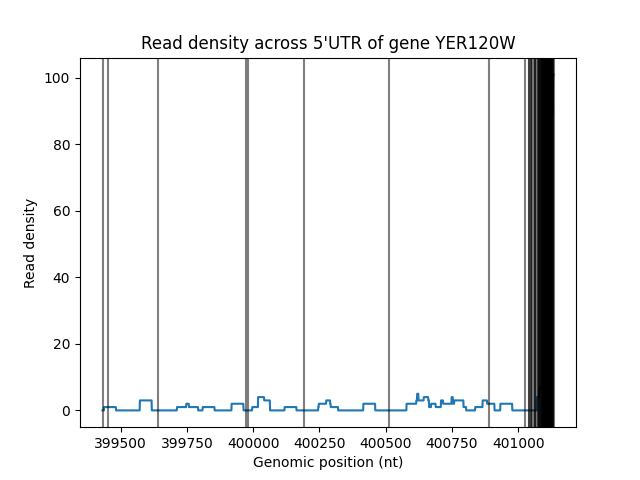 Read density across 5'UTR of gene YER120W
100
80
60
40
20
0
Read density
399500 399750 400000 400250 400500 400750 401000
Genomic position (nt)